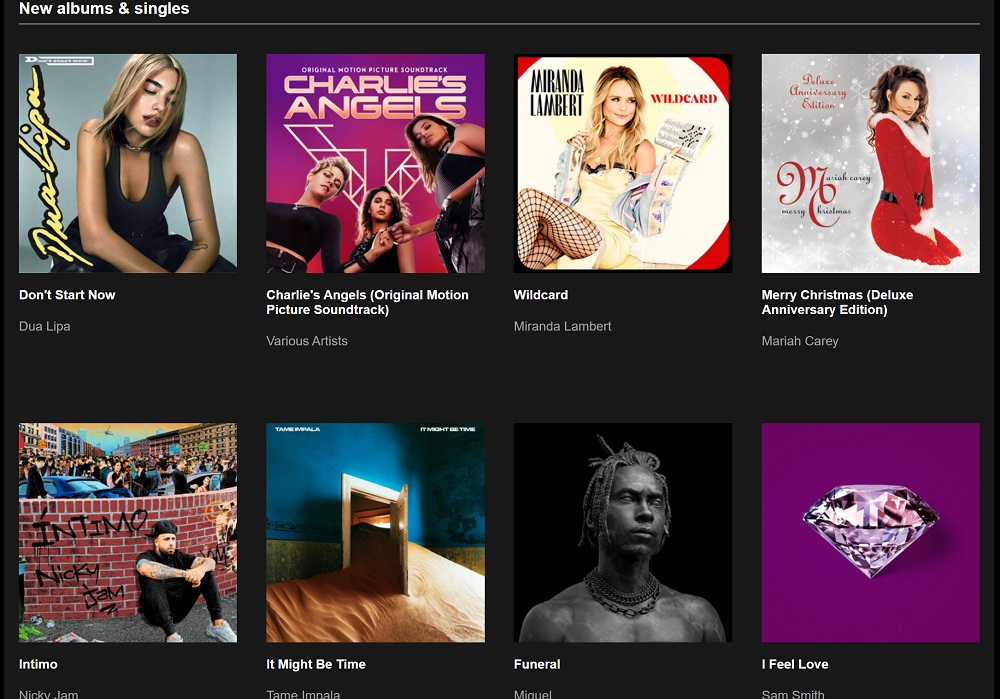 New albums & singles
Don't start now
Dua Lipa
ORIGINAL MOTION PICTURE SOUNDTRACK
CHARLIE'S
ANGELS
MIRANDA
LAMBERT
WILDCARD
Deluxe
Anniversary
Edition
Mariah carey
merry Christmas
Don't Start Now
Dua Lipa
Charlie's Angels (Original Motion
Picture Soundtrack)
Various Artists
Wildcard
Miranda Lambert
Merry Christmas (Deluxe
Anniversary Edition)
Mariah Carey
ÍNTIMO
NICKY
JAM
TAME IMPALA
IT MIGHT BE TIME
Intimo
Nicky Jam
It Might Be Time
Tame Impala
Funeral
Miguel
I Feel Love
Sam Smith